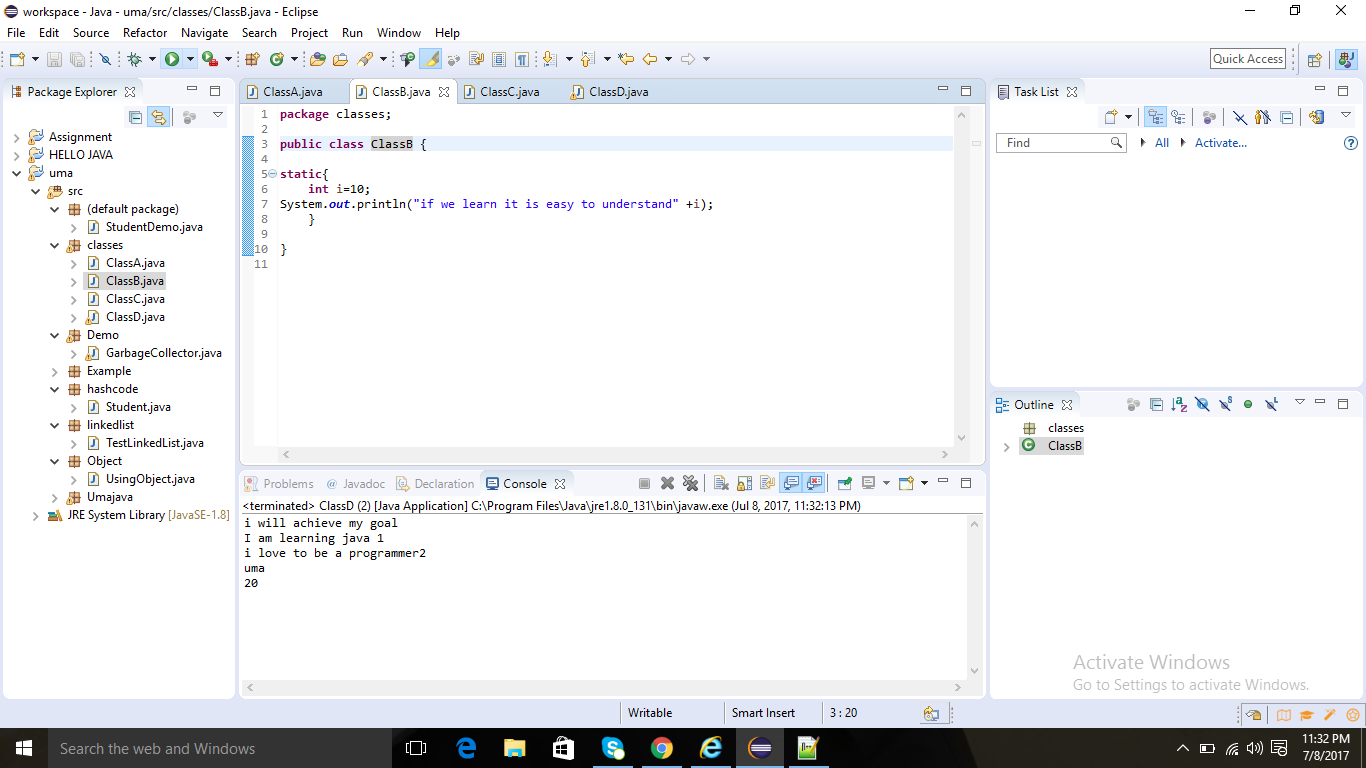 workspace - Java - uma/src/classes/ClassB.java - Eclipse
File Edit Source Refactor Navigate Search Project Run Window Help
Quick Access
Package Explorer
Assignment
HELLO JAVA
uma
src
(default package)
StudentDemo.java
classes
ClassA.java
ClassB.java
ClassC.java
ClassD.java
Demo
GarbageCollector.java
Example
hashcode
Student.java
linkedlist
TestLinkedList.java
Object
UsingObject.java
Umajava
JRE System Library [JavaSE-1.8]
ClassA.java ClassB.java ClassC.java ClassD.java
1 package classes;
2
3 public class ClassB {
4
5 static{
6 int i=10;
7 System.out.println("if we learn it is easy to understand" +i);
8 }
9
10 }
11
Problems @ Javadoc Declaration Console
<terminated> ClassD (2) [Java Application] C:\Program Files\Java\jre1.8.0_131\bin\javaw.exe (Jul 8, 2017, 11:32:13 PM)
i will achieve my goal
I am learning java 1
i love to be a programmer2
uma
20
Task List
Find All Activate...
Outline
classes
ClassB
Activate Windows
Go to Settings to activate Windows.
Writable Smart Insert 3 : 20
Search the web and Windows
11:32 PM
7/8/2017